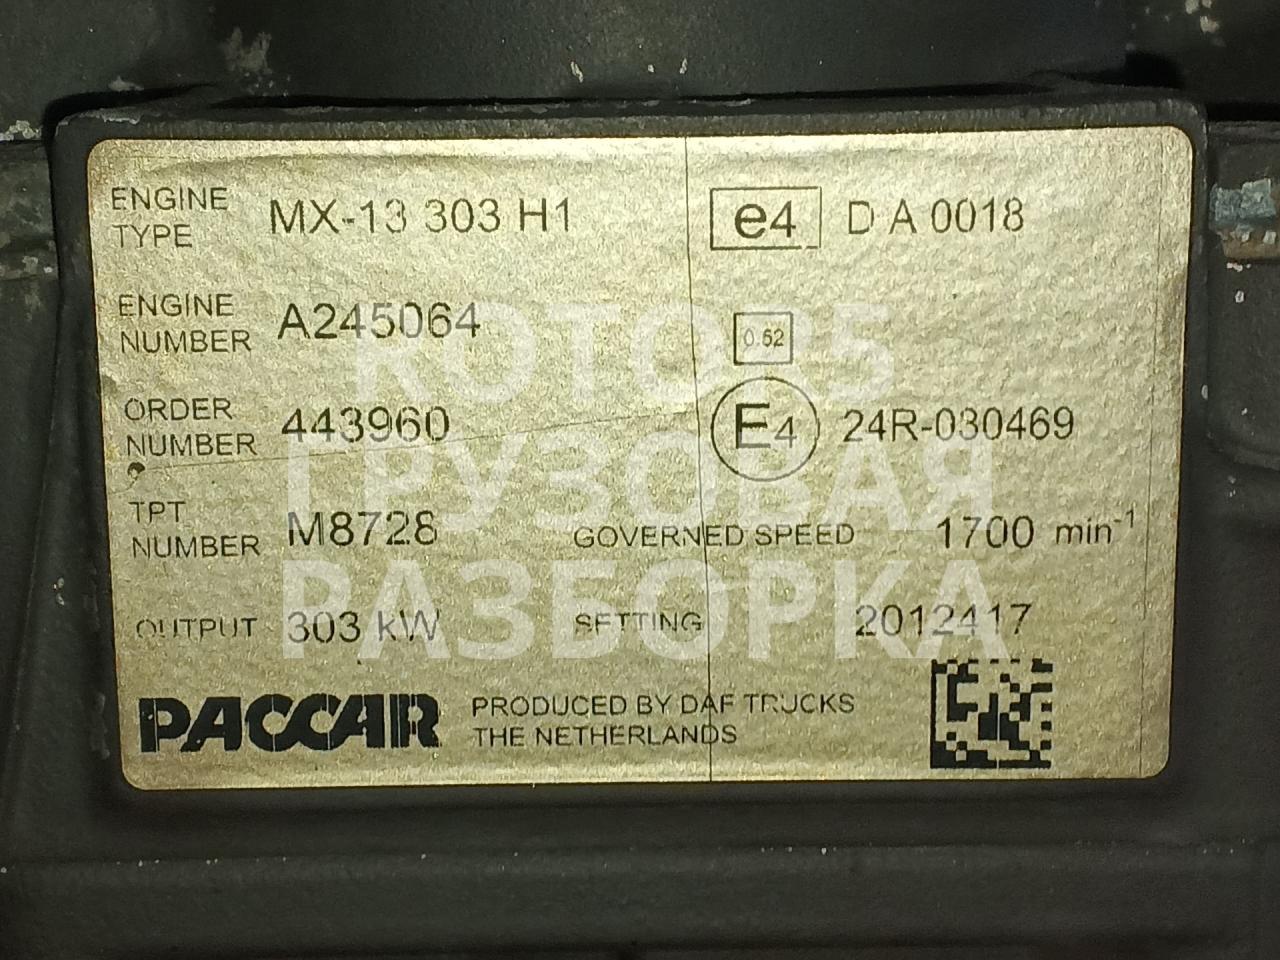 ENGINE TYPE MX-13 303 H1 e4 D A 0018
ENGINE NUMBER A245064 0.62
ORDER NUMBER 443960 E4 24R-030469
TPT NUMBER M8728 GOVERNED SPEED 1700 min-1
OUTPUT 303 kW SETTING 2012417
PACCAR PRODUCED BY DAF TRUCKS
THE NETHERLANDS
ROTOR5
ГРУЗОВАЯ
РАЗБОРКА